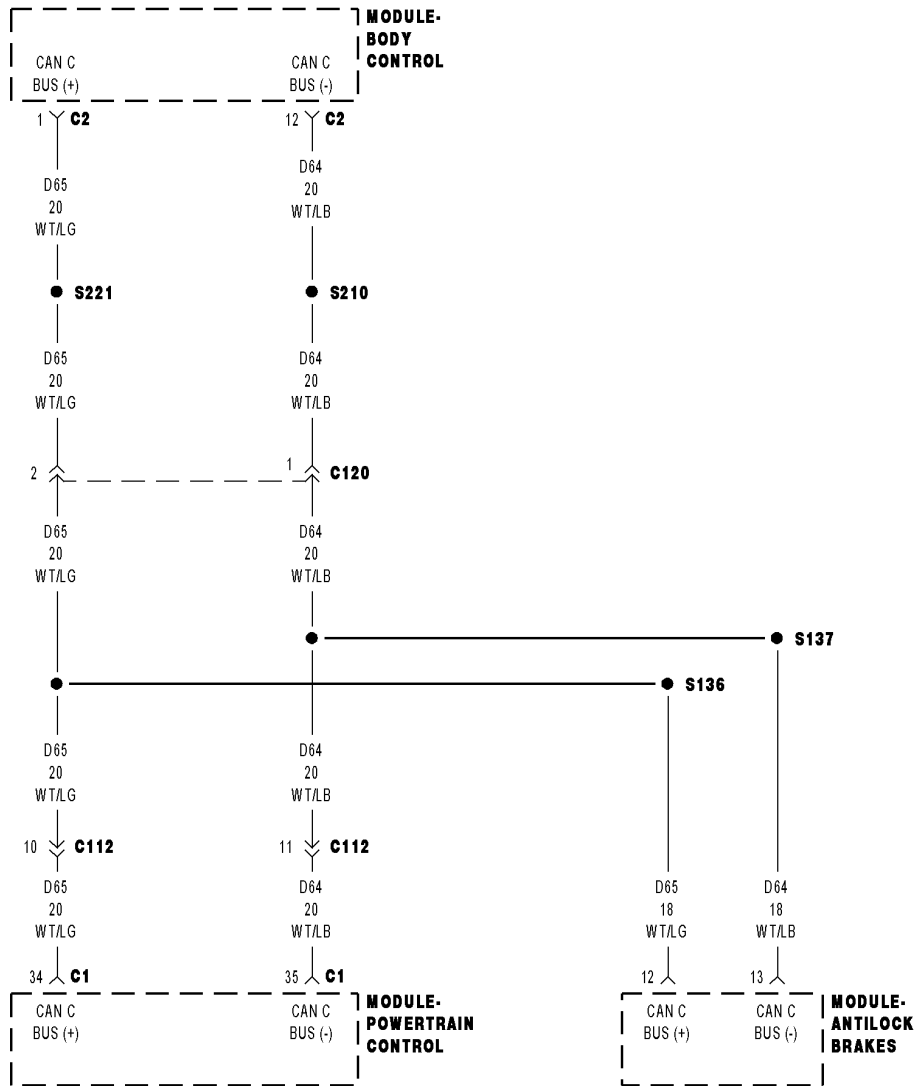 MODULE-
BODY
CONTROL
CAN C
BUS (+)
CAN C
BUS (-)
1 C2
12 C2
D65
20
WT/LG
D64
20
WT/LB
S221
S210
D65
20
WT/LG
D64
20
WT/LB
2
1
C120
D65
20
WT/LG
D64
20
WT/LB
S137
S136
D65
20
WT/LG
D64
20
WT/LB
10 C112
11 C112
D65
20
WT/LG
D64
20
WT/LB
D65
18
WT/LG
D64
18
WT/LB
34 C1
35 C1
12
13
CAN C
BUS (+)
CAN C
BUS (-)
MODULE-
POWERTRAIN
CONTROL
CAN C
BUS (+)
CAN C
BUS (-)
MODULE-
ANTILOCK
BRAKES